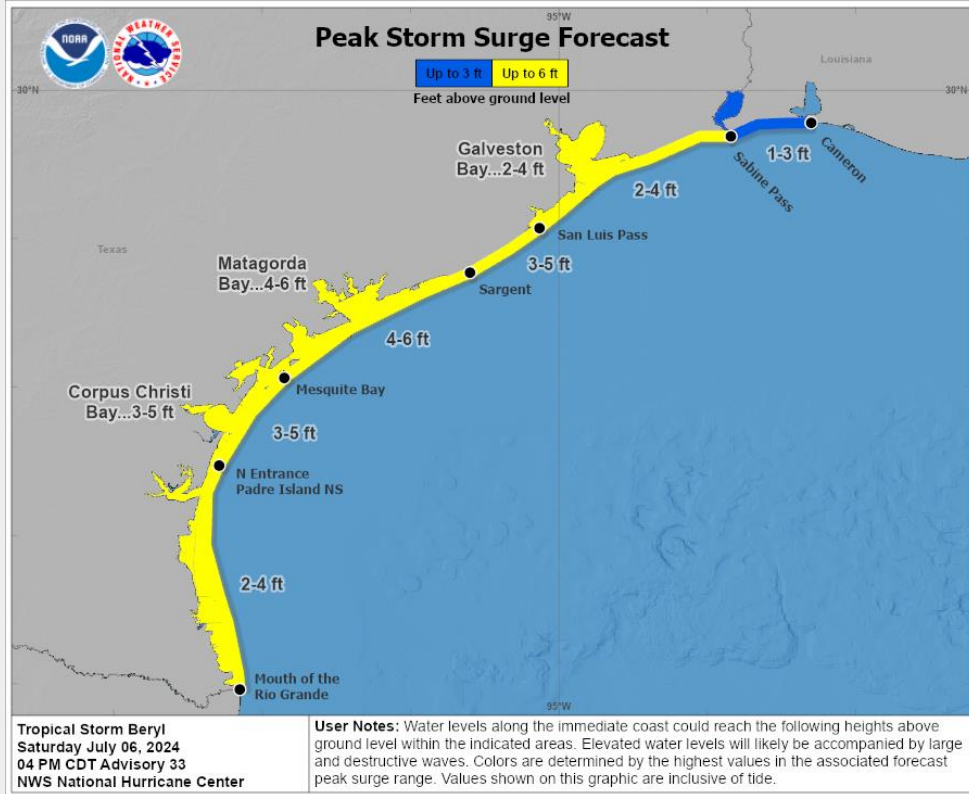 95°W
Peak Storm Surge Forecast
NOAA
NATIONAL WEATHER SERVICE
Up to 3 ft
Up to 6 ft
Feet above ground level
Louisiana
30°N
30°N
Galveston
Bay...2-4 ft
Sabine Pass
1-3 ft
Cameron
2-4 ft
San Luis Pass
3-5 ft
Texas
Matagorda
Bay...4-6 ft
Sargent
4-6 ft
Mesquite Bay
Corpus Christi
Bay...3-5 ft
3-5 ft
N Entrance
Padre Island NS
2-4 ft
Mouth of the
Rio Grande
95°W
Tropical Storm Beryl
Saturday July 06, 2024
04 PM CDT Advisory 33
NWS National Hurricane Center
User Notes: Water levels along the immediate coast could reach the following heights above
ground level within the indicated areas. Elevated water levels will likely be accompanied by large
and destructive waves. Colors are determined by the highest values in the associated forecast
peak surge range. Values shown on this graphic are inclusive of tide.